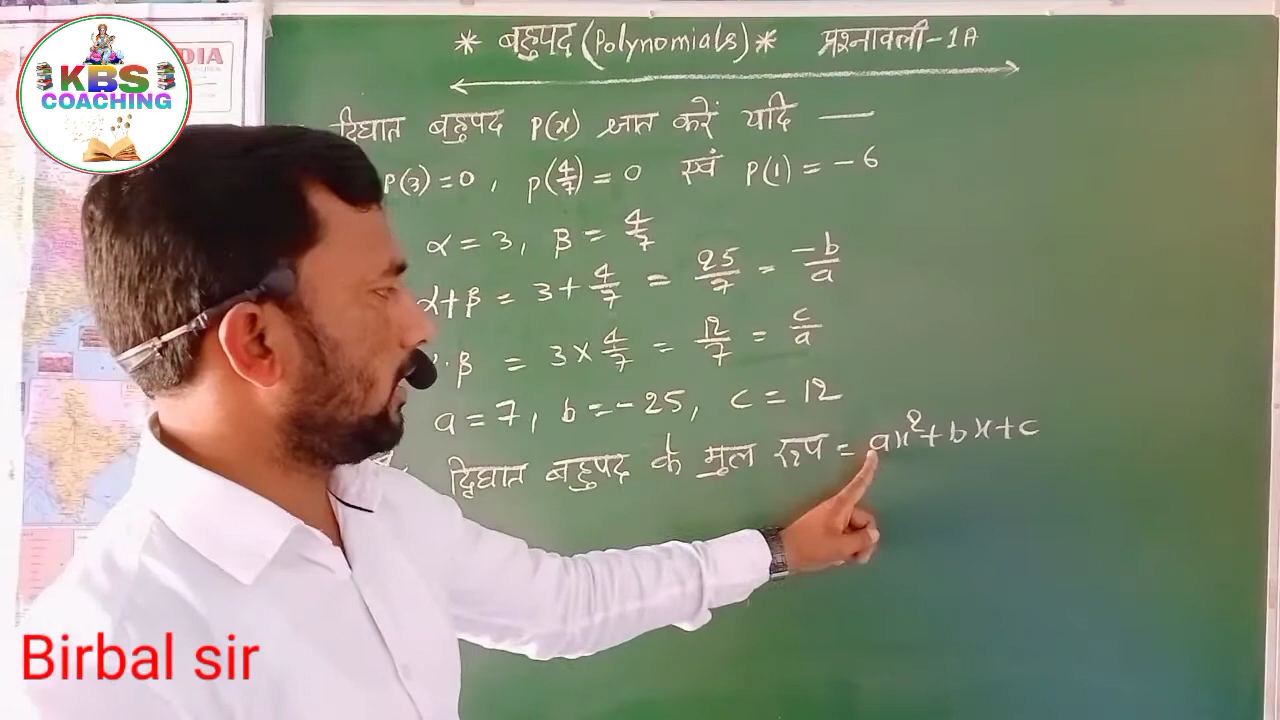 KBS
COACHING
DIA
* बहुपद (Polynomials) * प्रश्नावली-1A
द्विघात बहुपद P(x) ज्ञात करें यदि —
P(3) = 0, P(4/7) = 0 एवं P(1) = -6
α = 3, β = 4/7
α+β = 3 + 4/7 = 25/7 = -b/a
·β = 3 × 4/7 = 12/7 = c/a
a = 7, b = -25, c = 12
द्विघात बहुपद के मुल रूप = ax²+bx+c
Birbal sir